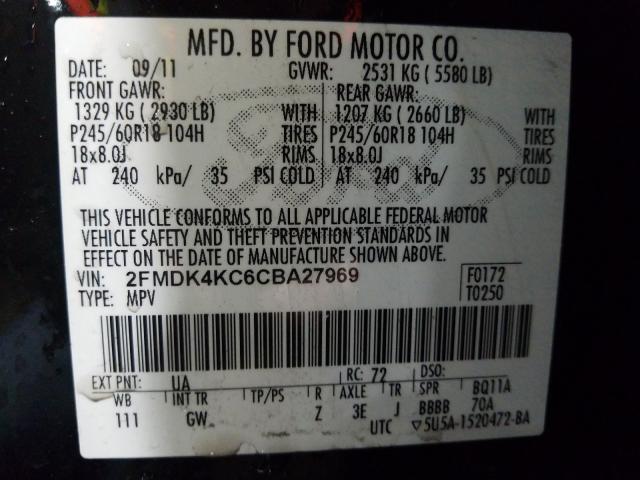 MFD. BY FORD MOTOR CO.
DATE: 09/11 GVWR: 2531 KG ( 5580 LB)
FRONT GAWR: REAR GAWR:
1329 KG ( 2930 LB) WITH 1207 KG ( 2660 LB) WITH
P245/60R18 104H TIRES P245/60R18 104H TIRES
18x8.0J RIMS 18x8.0J RIMS
AT 240 kPa/ 35 PSI COLD AT 240 kPa/ 35 PSI COLD
Ford
THIS VEHICLE CONFORMS TO ALL APPLICABLE FEDERAL MOTOR
VEHICLE SAFETY AND THEFT PREVENTION STANDARDS IN
EFFECT ON THE DATE OF MANUFACTURE SHOWN ABOVE.
VIN: 2FMDK4KC6CBA27969 F0172
TYPE: MPV T0250
EXT PNT: UA RC: 72 DSO:
WB INT TR TP/PS R AXLE TR SPR BQ11A
111 GW Z 3E J BBBB 70A
UTC ▽5U5A-1520472-BA